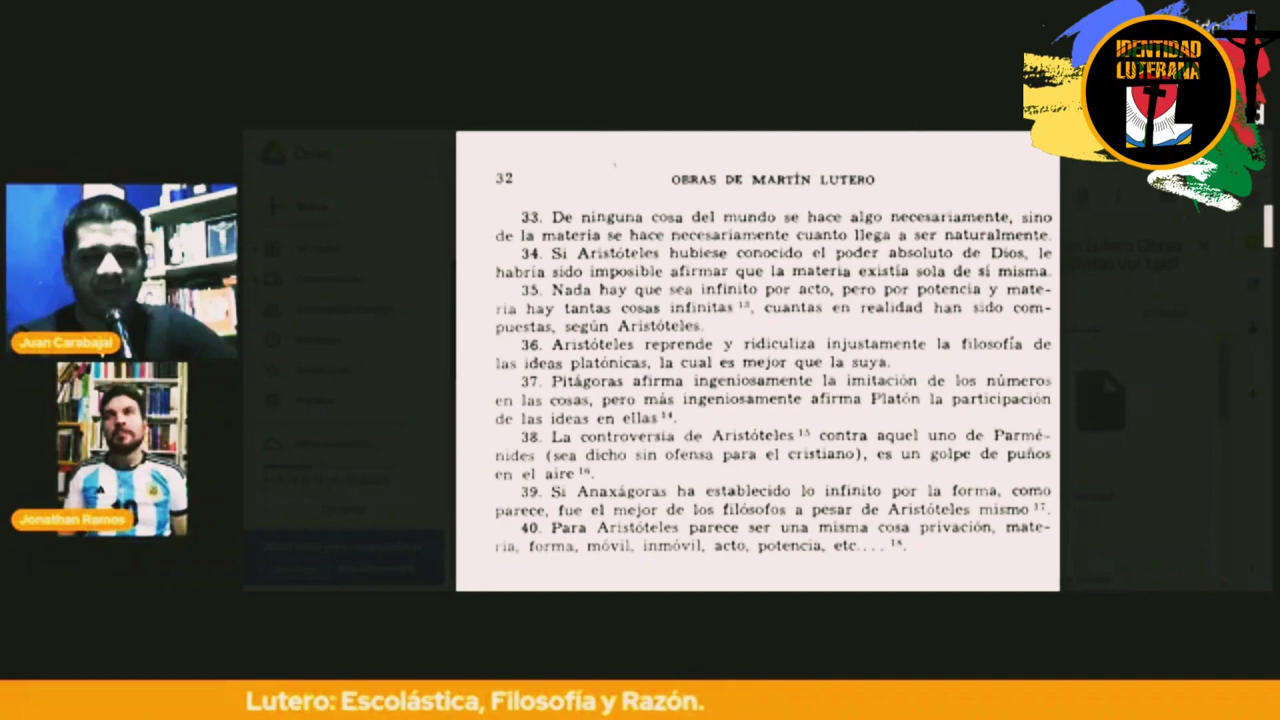 IDENTIDAD
LUTERANA
32
OBRAS DE MARTÍN LUTERO
33. De ninguna cosa del mundo se hace algo necesariamente, sino
de la materia se hace necesariamente cuanto llega a ser naturalmente.
34. Si Aristóteles hubiese conocido el poder absoluto de Dios, le
habría sido imposible afirmar que la materia existía sola de sí misma.
35. Nada hay que sea infinito por acto, pero por potencia y mate-
ria hay tantas cosas infinitas 13, cuantas en realidad han sido com-
puestas, según Aristóteles.
36. Aristóteles reprende y ridiculiza injustamente la filosofía de
las ideas platónicas, la cual es mejor que la suya.
37. Pitágoras afirma ingeniosamente la imitación de los números
en las cosas, pero más ingeniosamente afirma Platón la participación
de las ideas en ellas 14.
38. La controversia de Aristóteles 15 contra aquel uno de Parmé-
nides (sea dicho sin ofensa para el cristiano), es un golpe de puños
en el aire 16.
39. Si Anaxágoras ha establecido lo infinito por la forma, como
parece, fue el mejor de los filósofos a pesar de Aristóteles mismo 17.
40. Para Aristóteles parece ser una misma cosa privación, mate-
ria, forma, móvil, inmóvil, acto, potencia, etc.... 18.
Juan Carabajal
Jonathan Ramos
Lutero: Escolástica, Filosofía y Razón.